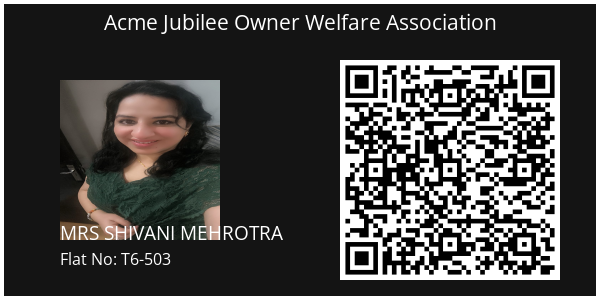 Acme Jubilee Owner Welfare Association
MRS SHIVANI MEHROTRA
Flat No: T6-503